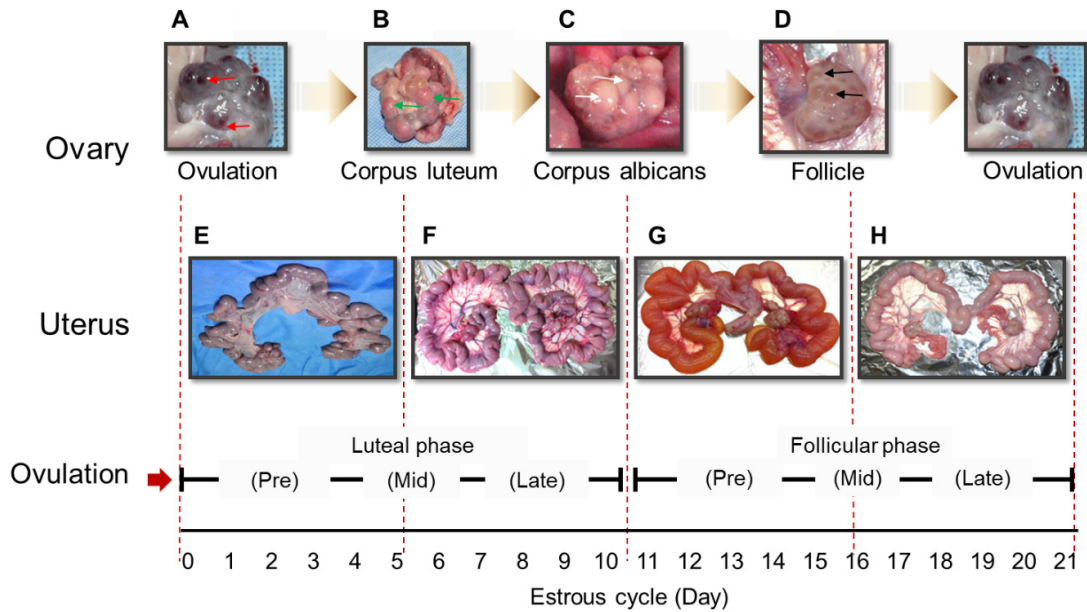 A
B
C
D
Ovary
Ovulation
Corpus luteum
Corpus albicans
Follicle
Ovulation
E
F
G
H
Uterus
Ovulation
Luteal phase
Follicular phase
(Pre)
(Mid)
(Late)
(Pre)
(Mid)
(Late)
0 1 2 3 4 5 6 7 8 9 10 11 12 13 14 15 16 17 18 19 20 21
Estrous cycle (Day)